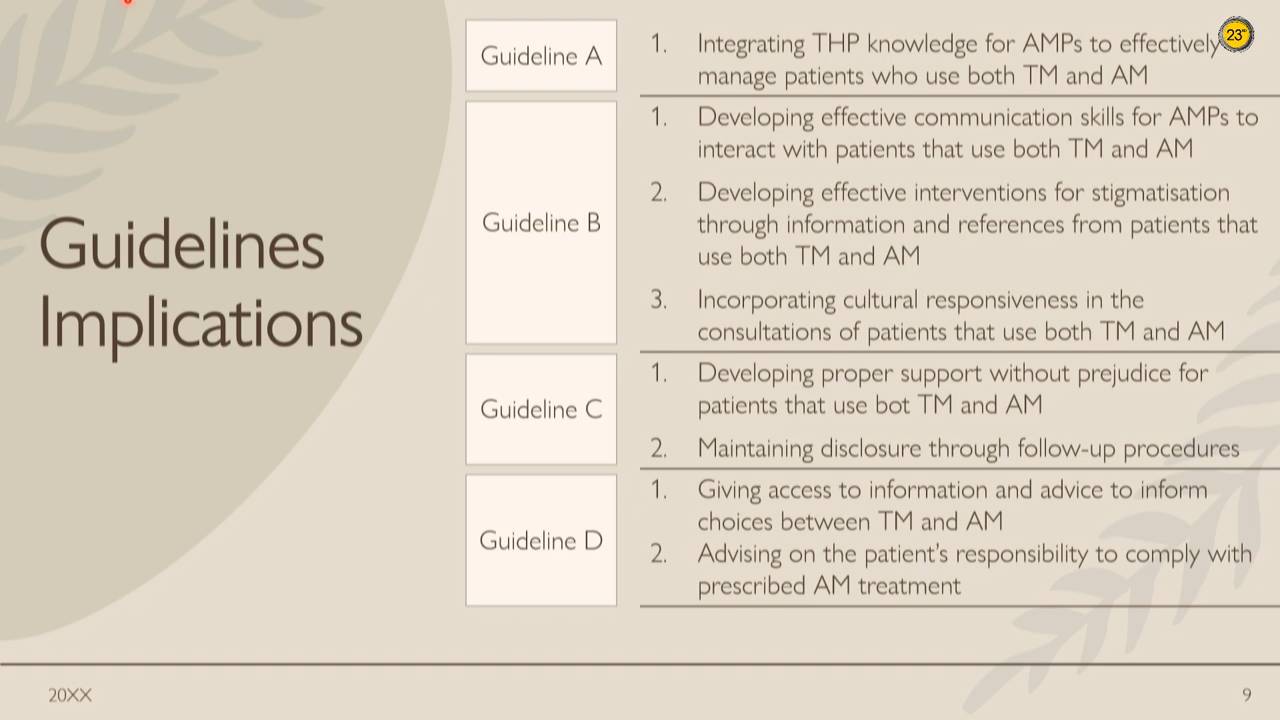 Guidelines
Implications
Guideline A
1. Integrating THP knowledge for AMPs to effectively
manage patients who use both TM and AM
Guideline B
1. Developing effective communication skills for AMPs to
interact with patients that use both TM and AM
2. Developing effective interventions for stigmatisation
through information and references from patients that
use both TM and AM
3. Incorporating cultural responsiveness in the
consultations of patients that use both TM and AM
Guideline C
1. Developing proper support without prejudice for
patients that use bot TM and AM
2. Maintaining disclosure through follow-up procedures
Guideline D
1. Giving access to information and advice to inform
choices between TM and AM
2. Advising on the patient's responsibility to comply with
prescribed AM treatment
20XX
9
23